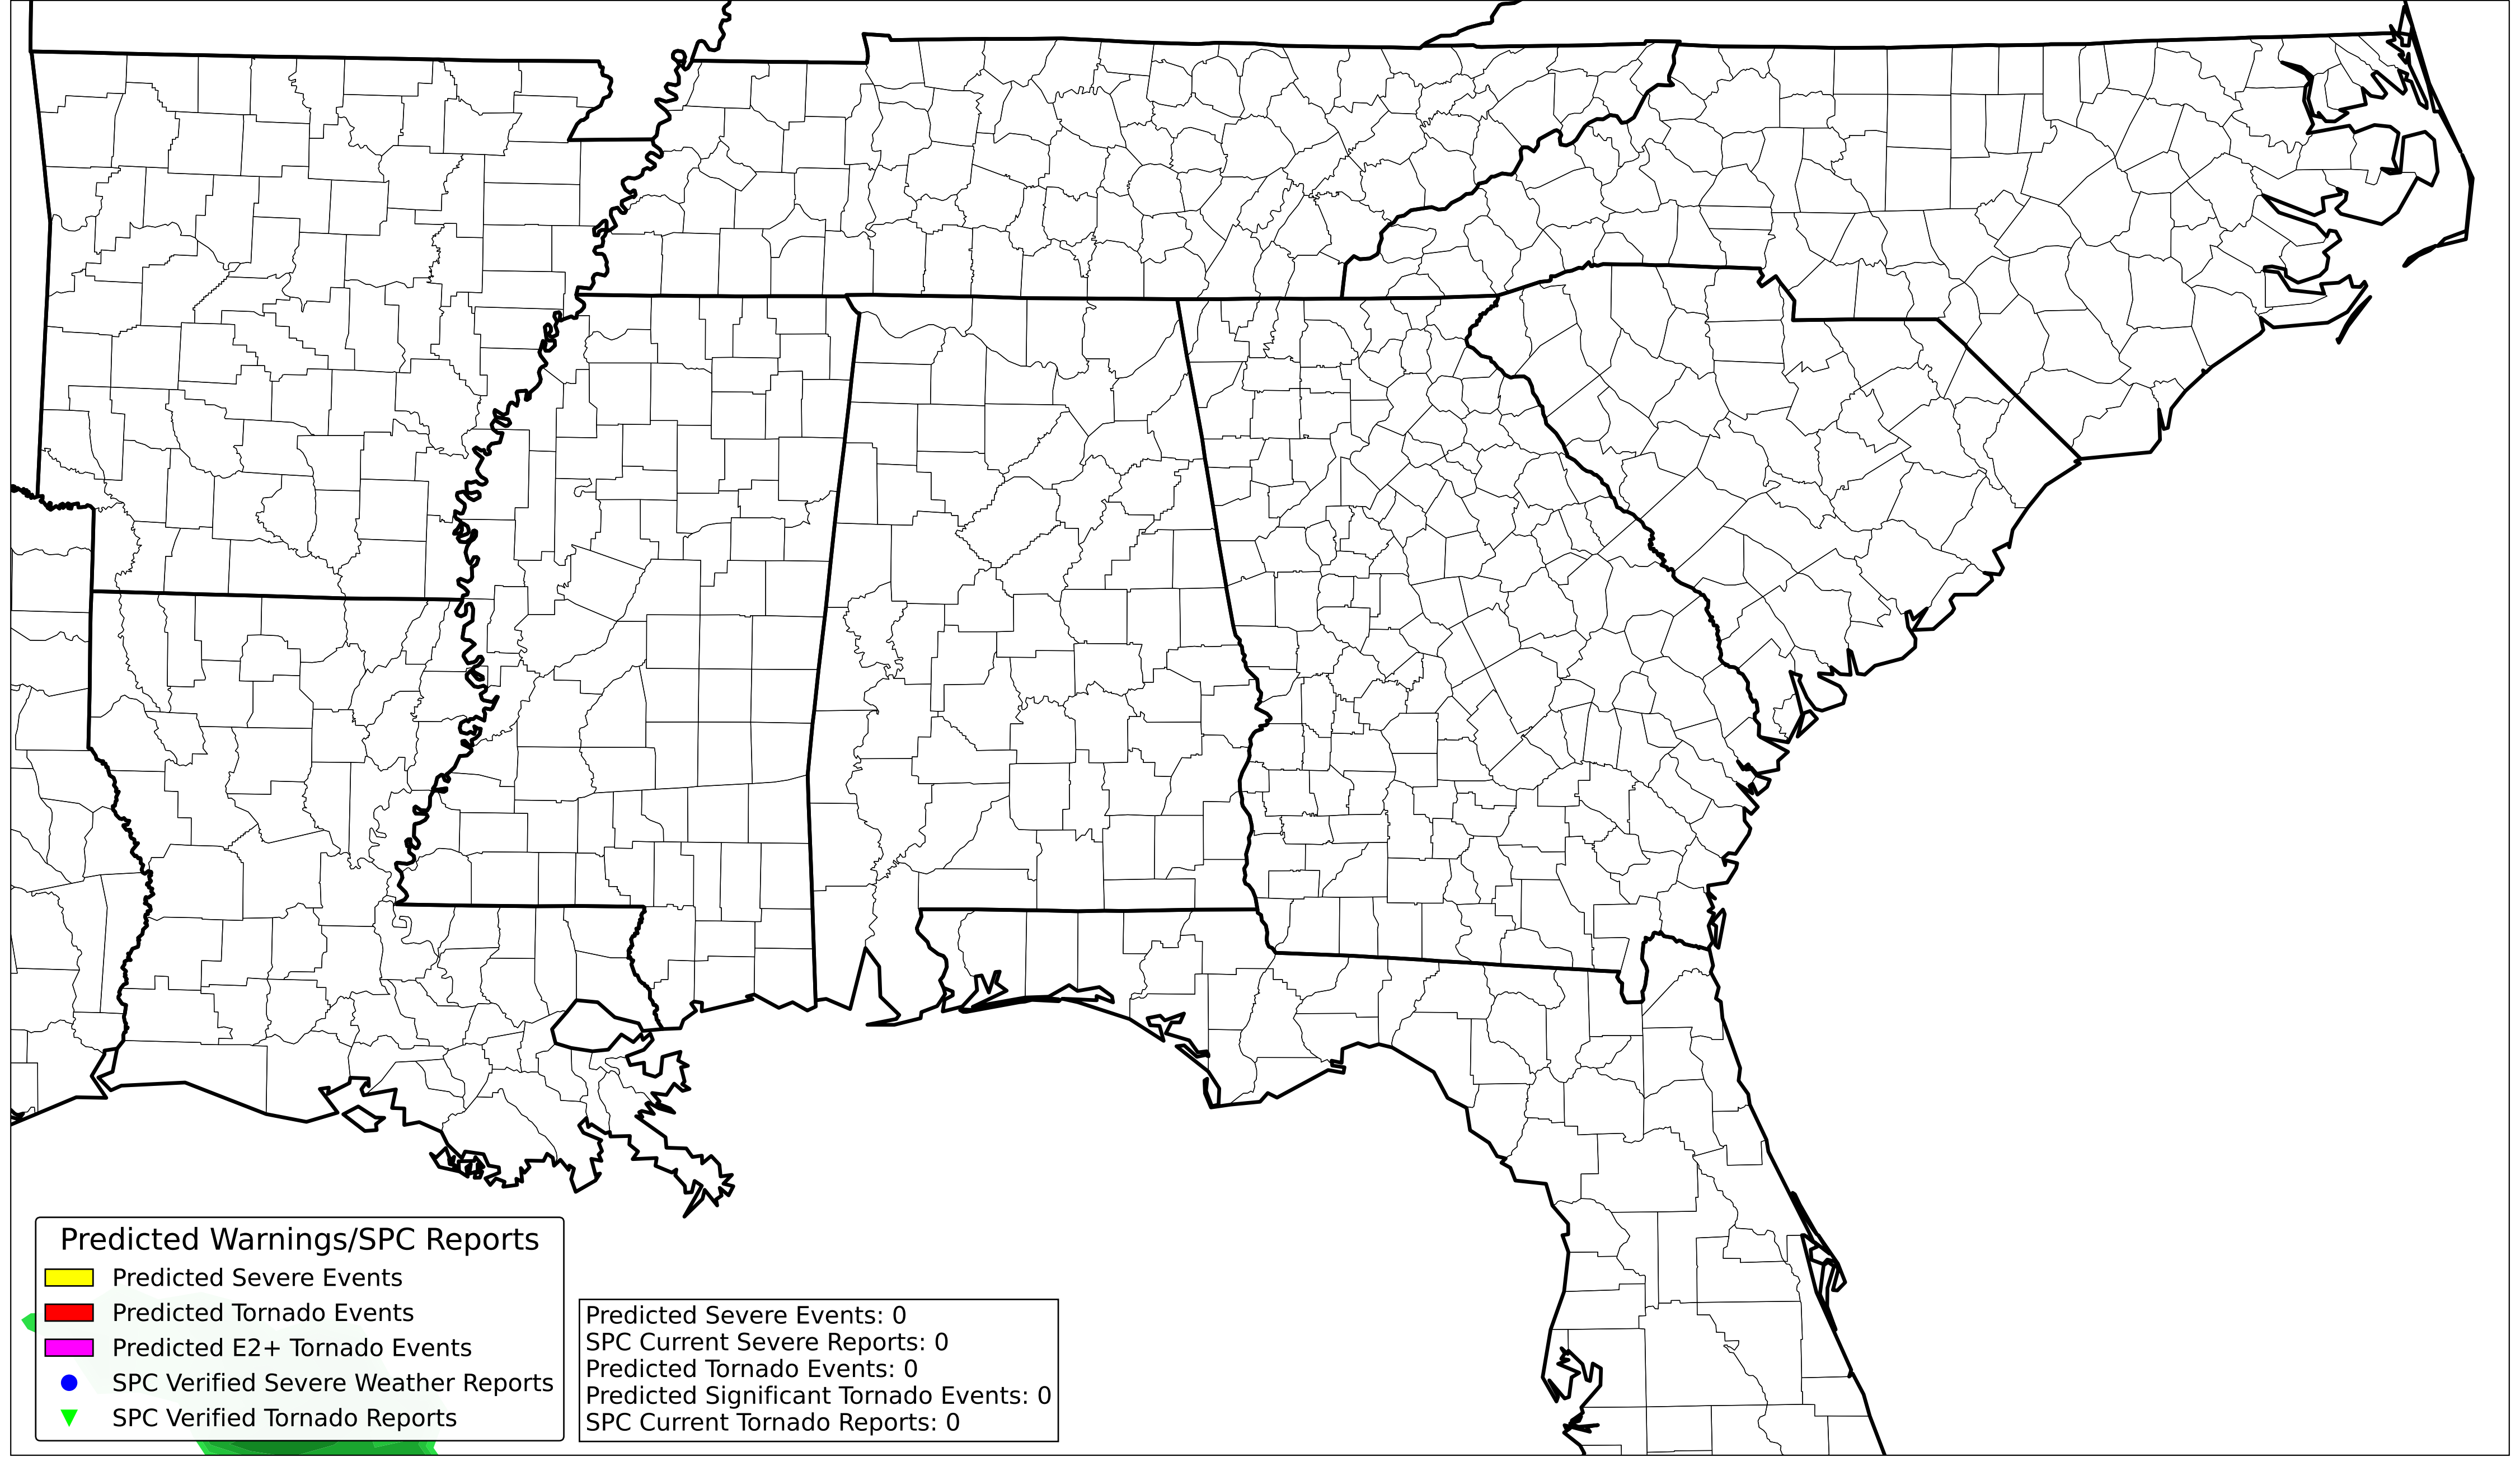 Predicted Warnings/SPC Reports
Predicted Severe Events
Predicted Tornado Events
Predicted E2+ Tornado Events
SPC Verified Severe Weather Reports
SPC Verified Tornado Reports
Predicted Severe Events: 0
SPC Current Severe Reports: 0
Predicted Tornado Events: 0
Predicted Significant Tornado Events: 0
SPC Current Tornado Reports: 0